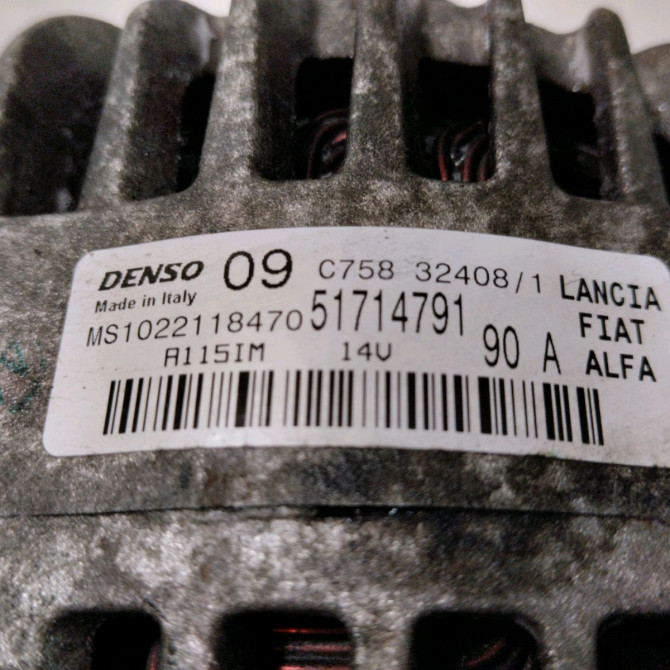 DENSO 09 C758 32408/1 LANCIA
Made in Italy
MS1022118470 51714791 FIAT
A115IM 14V 90 A ALFA